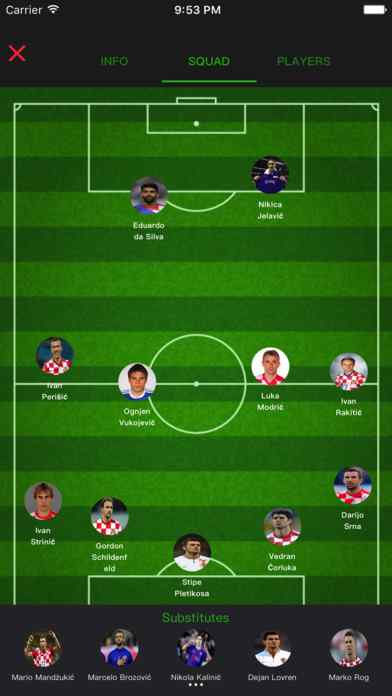 Carrier 9:53 PM
INFO SQUAD PLAYERS
Nikica
Jelavić
Eduardo
da Silva
Ivan
Perišić
Ognjen
Vukojević
Luka
Modrić
Ivan
Rakitić
Ivan
Strinić
Gordon
Schildenf
eld
Stipe
Pletikosa
Vedran
Ćorluka
Darijo
Srna
Substitutes
Mario Mandžukić Marcelo Brozović Nikola Kalinić Dejan Lovren Marko Rog